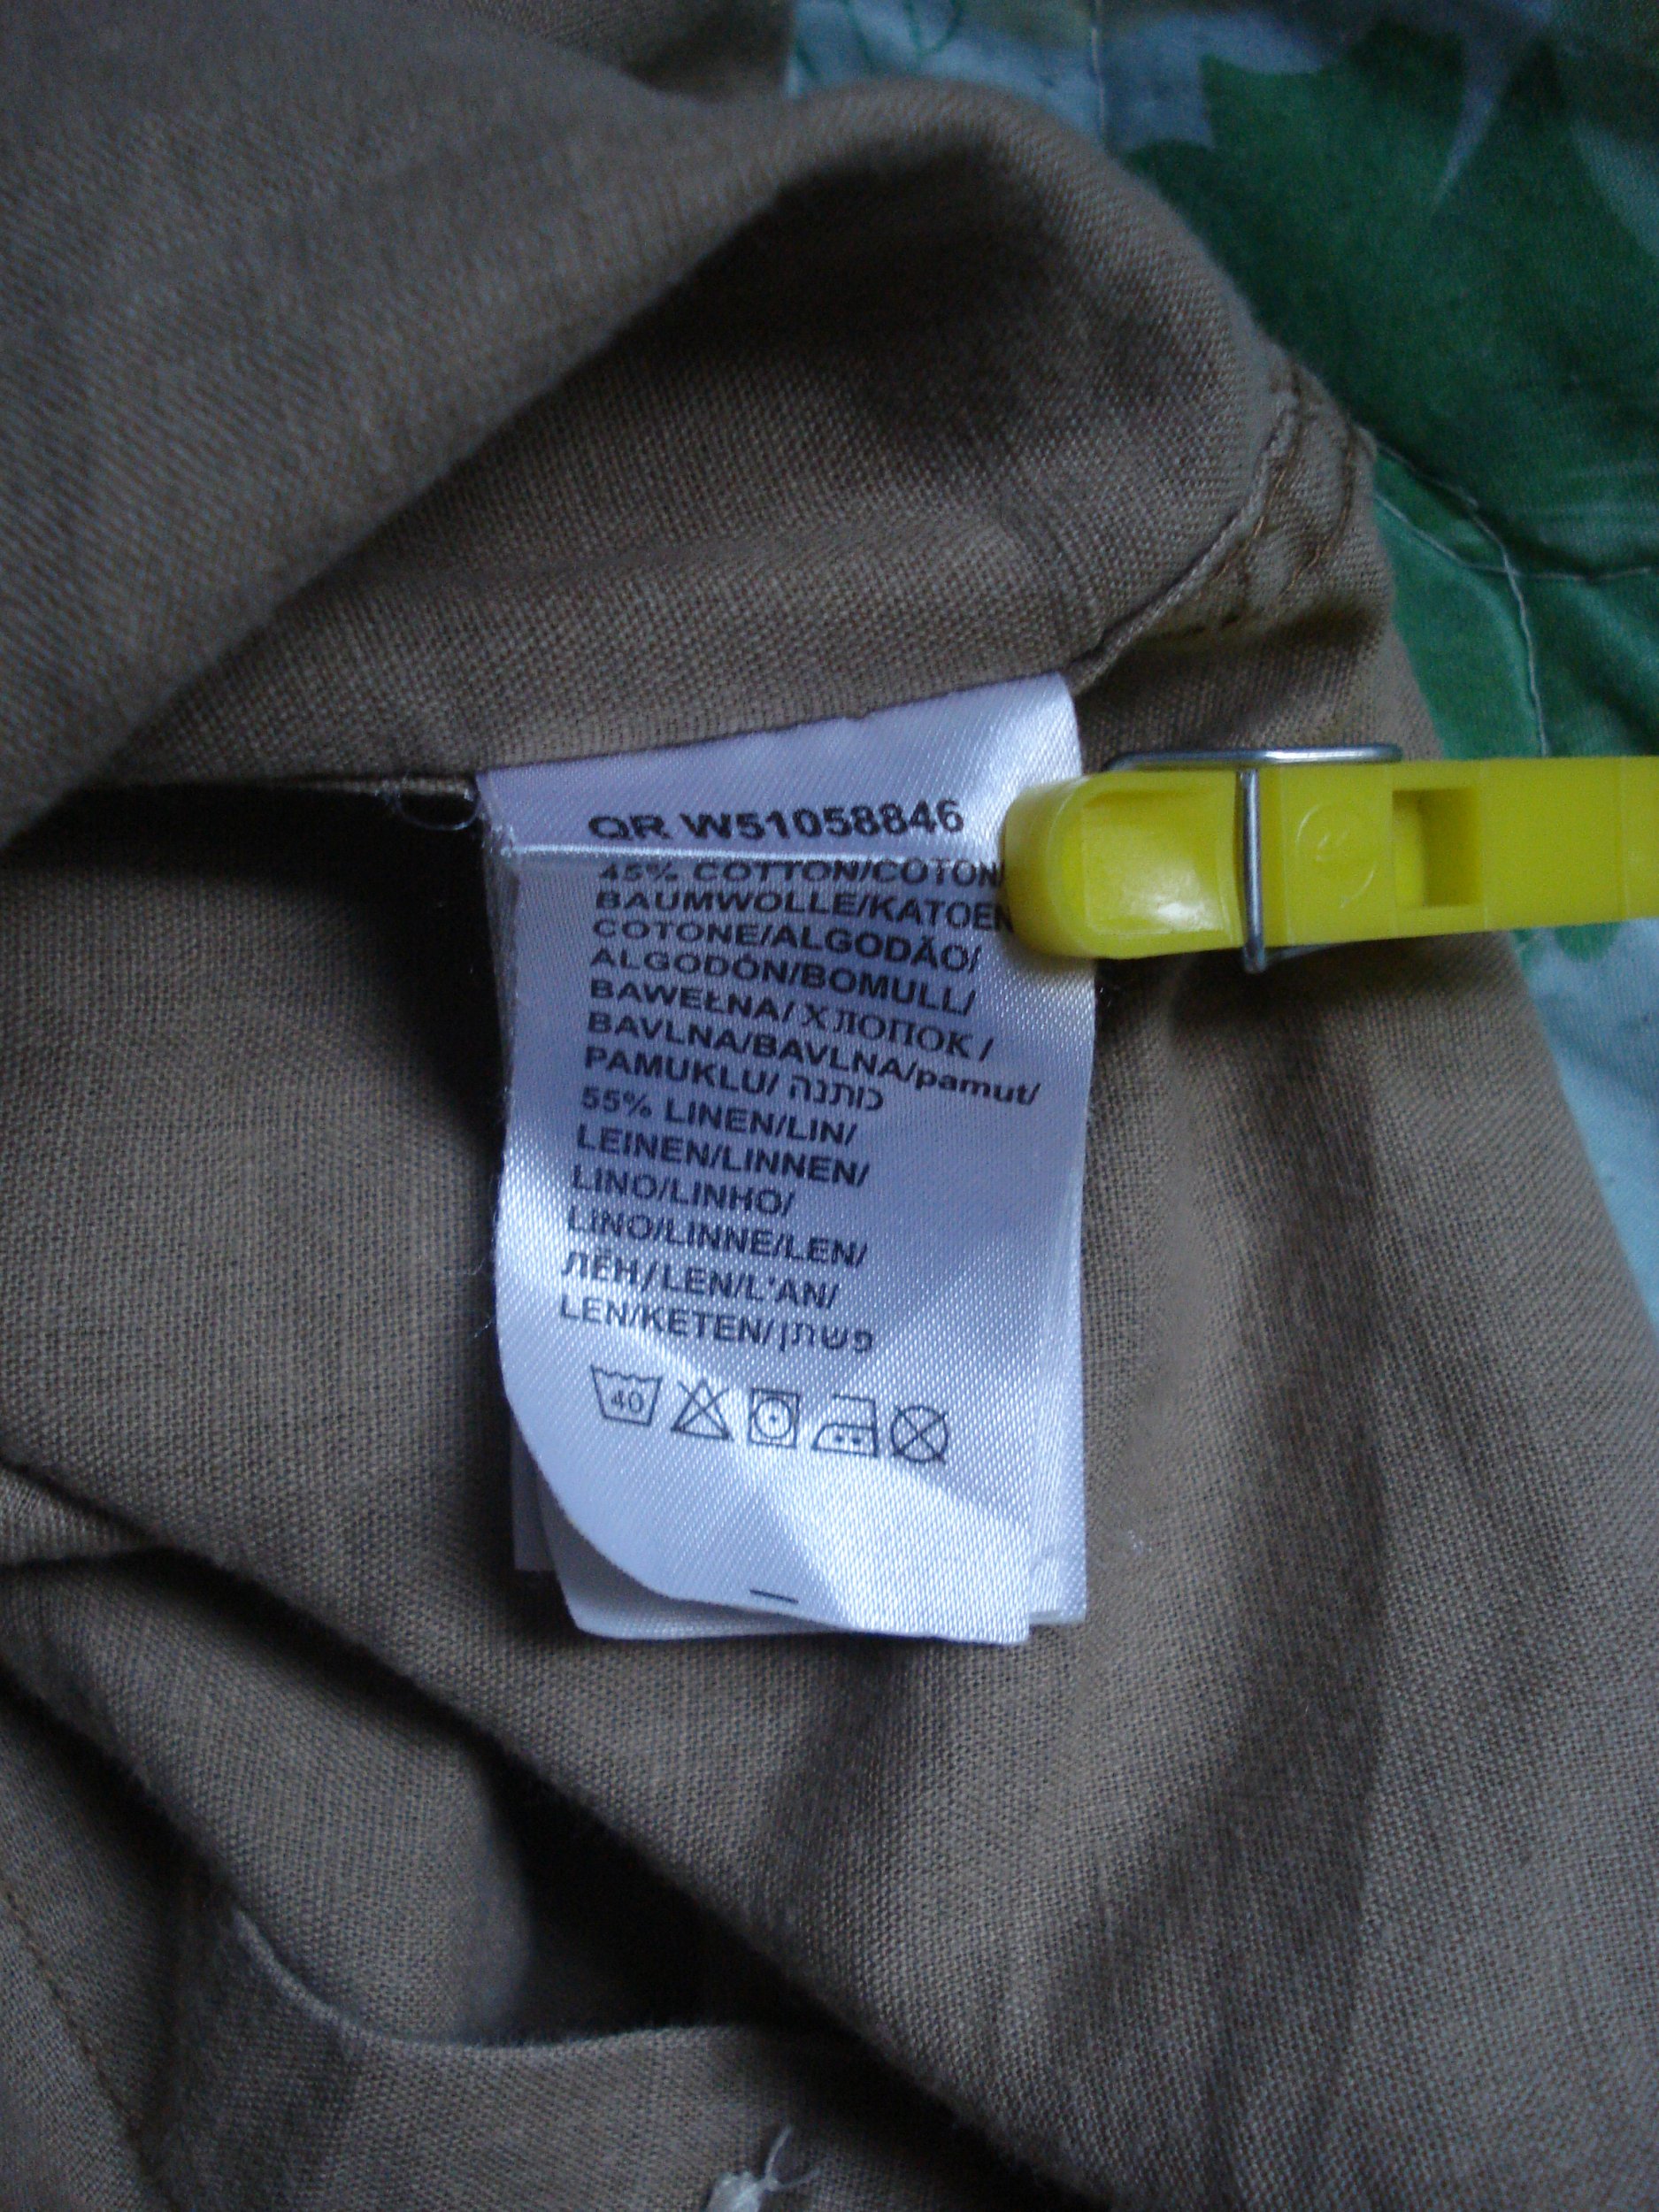 QR W51058846
45% COTTON/COTON/
BAUMWOLLE/KATOEN
COTONE/ALGODÃO/
ALGODÓN/BOMULL/
BAWEŁNA/ХЛОПОК/
BAVLNA/BAVLNA/pamut/
PAMUKLU/ כותנה
55% LINEN/LIN/
LEINEN/LINNEN/
LINO/LINHO/
LINO/LINNE/LEN/
ЛЁН/LEN/L'AN/
LEN/KETEN/פשתן
40